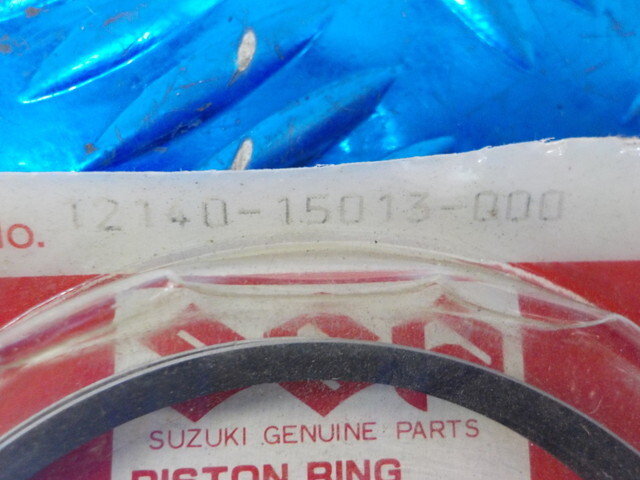 NO. 12140-15013-000
SUZUKI GENUINE PARTS
PISTON RING